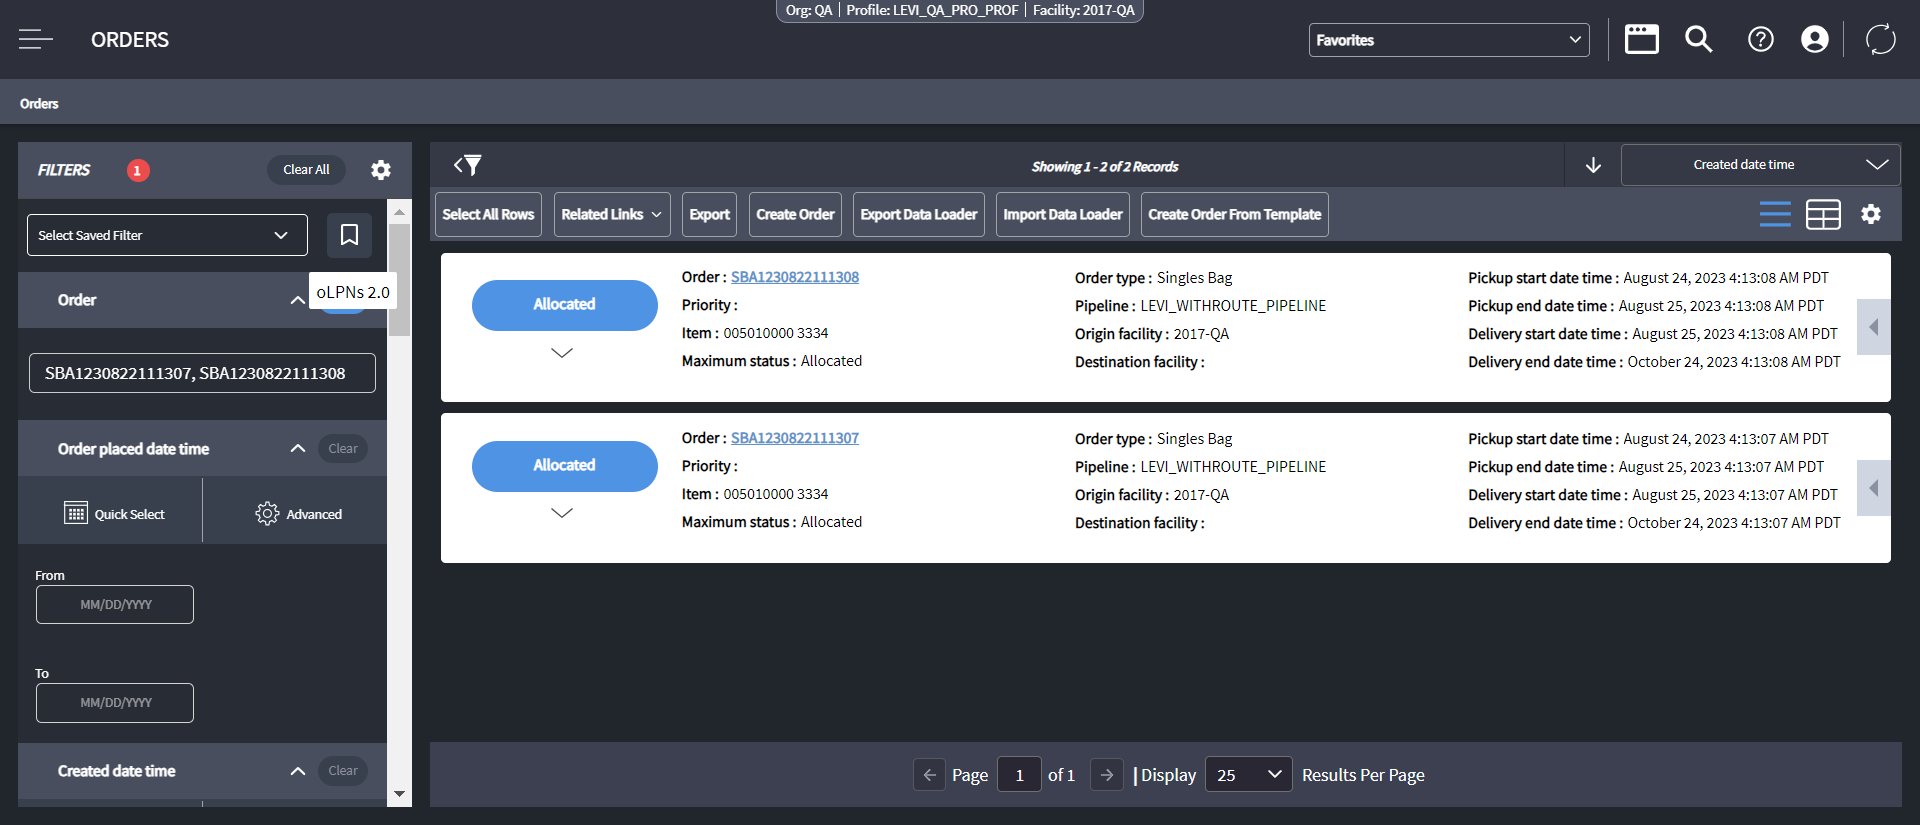 Org: QA | Profile: LEVI_QA_PRO_PROF | Facility: 2017-QA
ORDERS
Favorites
Orders
FILTERS 1 Clear All
Select Saved Filter
oLPNs 2.0
Order
SBA1230822111307, SBA1230822111308
Order placed date time Clear
Quick Select Advanced
From
MM/DD/YYYY
To
MM/DD/YYYY
Created date time Clear
Showing 1 - 2 of 2 Records
Created date time
Select All Rows Related Links Export Create Order Export Data Loader Import Data Loader Create Order From Template
Allocated
Order : SBA1230822111308
Priority :
Item : 005010000 3334
Maximum status : Allocated
Order type : Singles Bag
Pipeline : LEVI_WITHROUTE_PIPELINE
Origin facility : 2017-QA
Destination facility :
Pickup start date time : August 24, 2023 4:13:08 AM PDT
Pickup end date time : August 25, 2023 4:13:08 AM PDT
Delivery start date time : August 25, 2023 4:13:08 AM PDT
Delivery end date time : October 24, 2023 4:13:08 AM PDT
Allocated
Order : SBA1230822111307
Priority :
Item : 005010000 3334
Maximum status : Allocated
Order type : Singles Bag
Pipeline : LEVI_WITHROUTE_PIPELINE
Origin facility : 2017-QA
Destination facility :
Pickup start date time : August 24, 2023 4:13:07 AM PDT
Pickup end date time : August 25, 2023 4:13:07 AM PDT
Delivery start date time : August 25, 2023 4:13:07 AM PDT
Delivery end date time : October 24, 2023 4:13:07 AM PDT
Page 1 of 1 | Display 25 Results Per Page